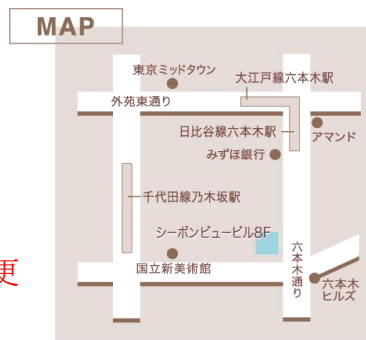 MAP
東京ミッドタウン
大江戸線六本木駅
外苑東通り
日比谷線六本木駅
アマンド
みずほ銀行
千代田線乃木坂駅
シーボンビュービル8F
国立新美術館
六本木通り
六本木
ヒルズ
更